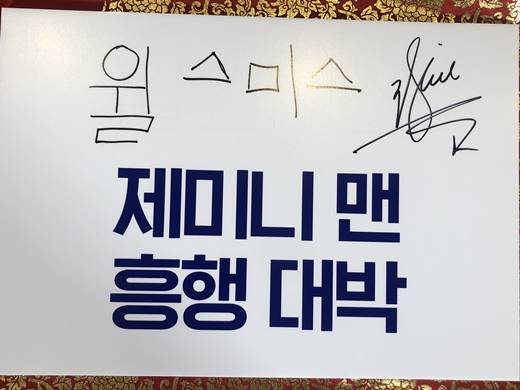 윌 스미스
제미니 맨
흥행 대박